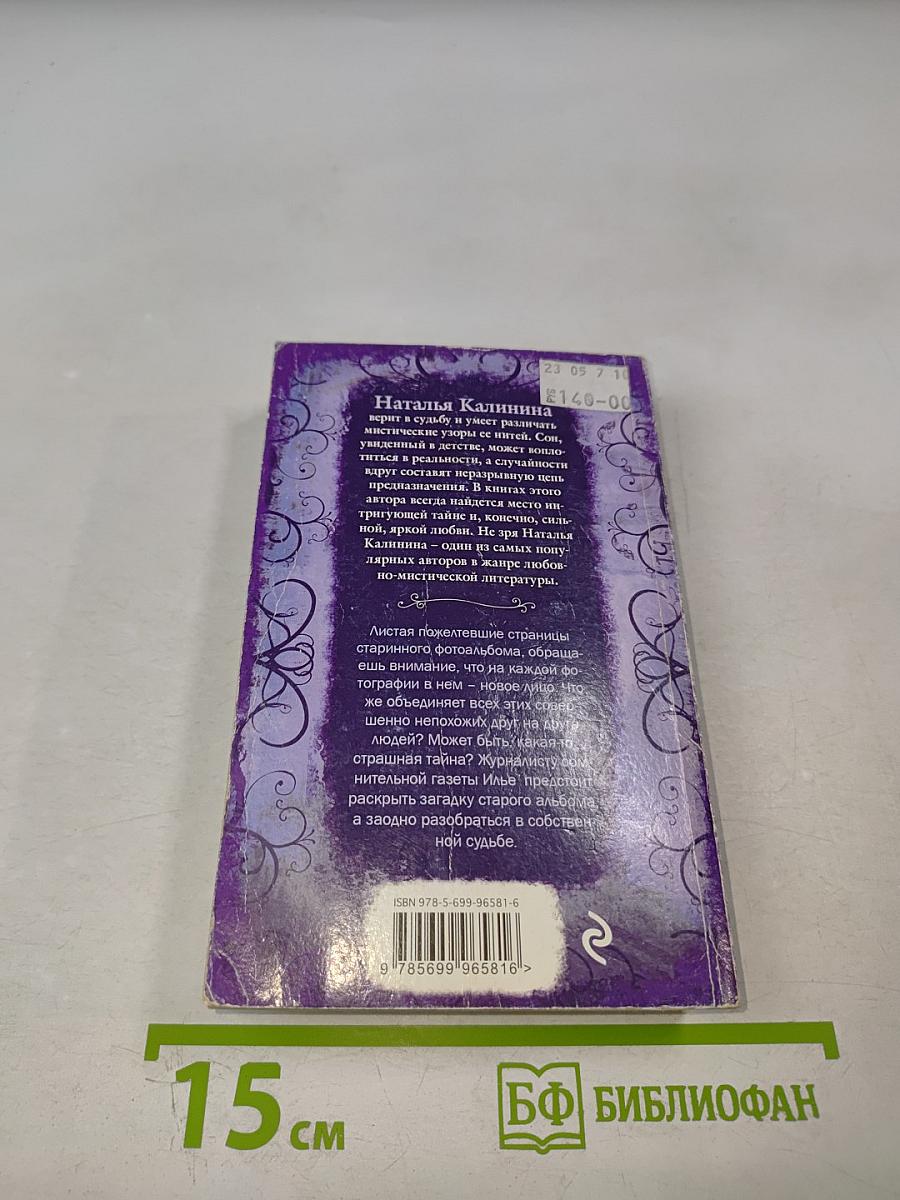 23 05 7 10
РУБ 140-00
Наталья Калинина
верит в судьбу и умеет различать
мистические узоры ее нитей. Сон,
увиденный в детстве, может вопло-
титься в реальности, а случайности
вдруг составят неразрывную цепь
предназначения. В книгах этого
автора всегда найдется место ин-
тригующей тайне и, конечно, силь-
ной, яркой любви. Не зря Наталья
Калинина – один из самых попу-
лярных авторов в жанре любов-
но-мистической литературы.
Листая пожелтевшие страницы
старинного фотоальбома, обраща-
ешь внимание, что на каждой фо-
тографии в нем – новое лицо. Что
же объединяет всех этих совер-
шенно непохожих друг на друга
людей? Может быть, какая-то
страшная тайна? Журналисту сом-
нительной газеты Илье предстоит
раскрыть загадку старого альбома,
а заодно разобраться в собствен-
ной судьбе.
ISBN 978-5-699-96581-6
9 785699 965816 >
15 см
БФ БИБЛИОФАН